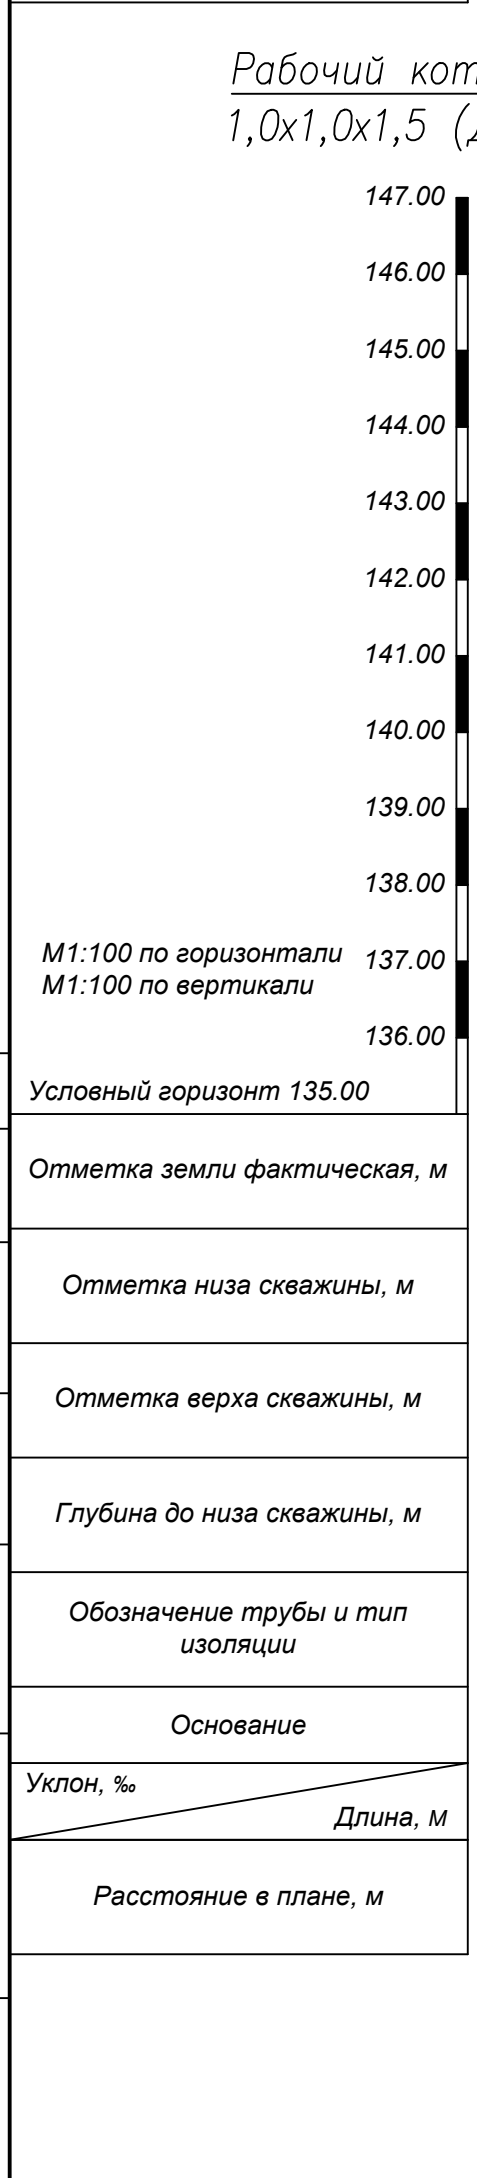 Рабочий
1,0х1,0х1,5
147.00
146.00
145.00
144.00
143.00
142.00
141.00
140.00
139.00
138.00
М1:100 по горизонтали
137.00
М1:100 по вертикали
136.00
Условный горизонт 135.00
Отметка земли фактическая, м
Отметка низа скважины, м
Отметка верха скважины, м
Глубина до низа скважины, м
Обозначение трубы и тип
изоляции
Основание
Уклон, ‰
Длина, м
Расстояние в плане, м